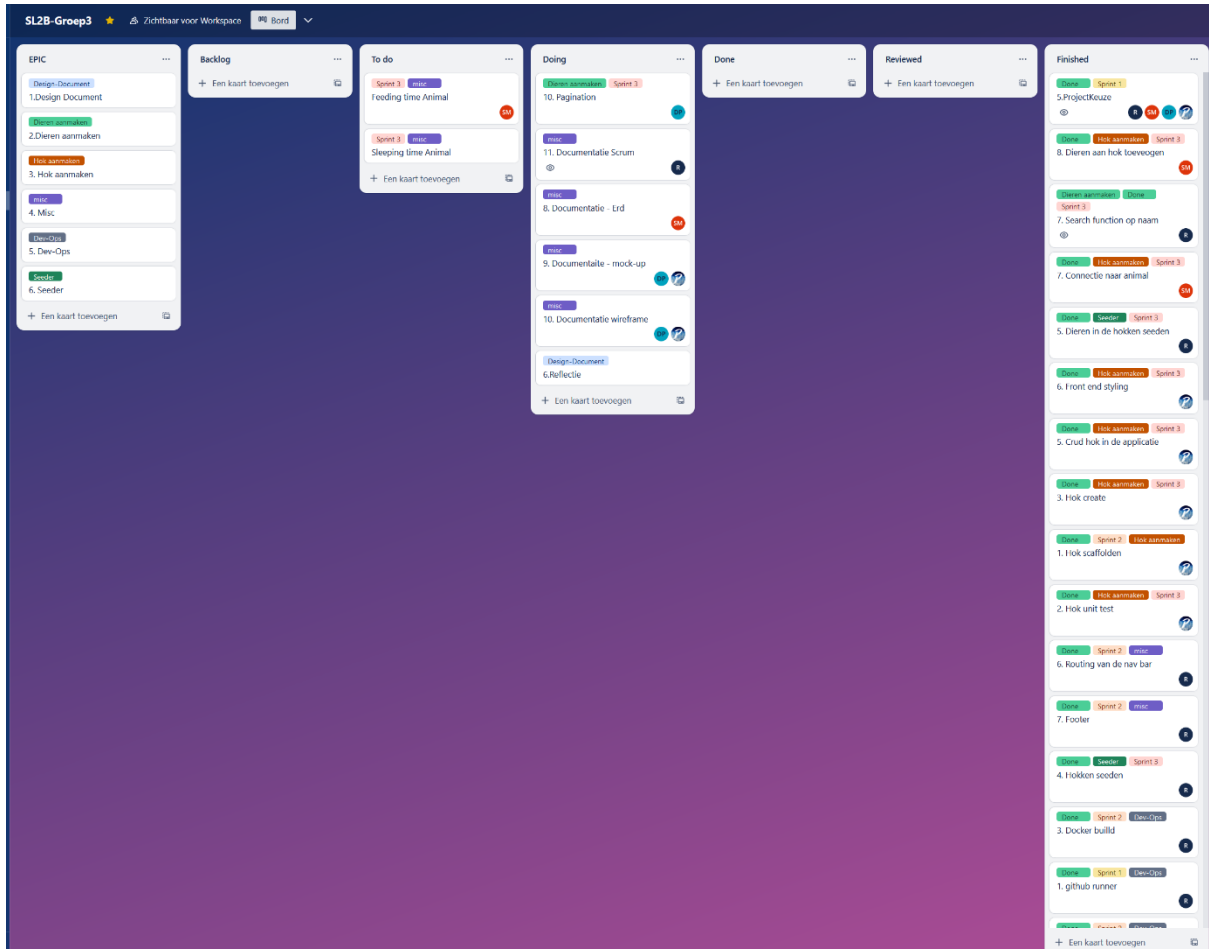 SL2B-Groep3
Zichtbaar voor Workspace
Bord
EPIC
Design-Document
1.Design Document
Dieren aanmaken
2.Dieren aanmaken
Hok aanmaken
3. Hok aanmaken
misc
4. Misc
Dev-Ops
5. Dev-Ops
Seeder
6. Seeder
+ Een kaart toevoegen
Backlog
+ Een kaart toevoegen
To do
Sprint 3 misc
Feeding time Animal
SM
Sprint 3 misc
Sleeping time Animal
+ Een kaart toevoegen
Doing
Dieren aanmaken Sprint 3
10. Pagination
DP
misc
11. Documentatie Scrum
R
misc
8. Documentatie - Erd
SM
misc
9. Documentaite - mock-up
DP
misc
10. Documentatie wireframe
DP
Design-Document
6.Reflectie
+ Een kaart toevoegen
Done
+ Een kaart toevoegen
Reviewed
+ Een kaart toevoegen
Finished
Done Sprint 1
5.ProjectKeuze
R SM DP
Done Hok aanmaken Sprint 3
8. Dieren aan hok toeveogen
SM
Dieren aanmaken Done
Sprint 3
7. Search function op naam
R
Done Hok aanmaken Sprint 3
7. Connectie naar animal
SM
Done Seeder Sprint 3
5. Dieren in de hokken seeden
R
Done Hok aanmaken Sprint 3
6. Front end styling
Done Hok aanmaken Sprint 3
5. Crud hok in de applicatie
Done Hok aanmaken Sprint 3
3. Hok create
Done Sprint 2 Hok aanmaken
1. Hok scaffolden
Done Hok aanmaken Sprint 3
2. Hok unit test
Done Sprint 2 misc
6. Routing van de nav bar
R
Done Sprint 2 misc
7. Footer
R
Done Seeder Sprint 3
4. Hokken seeden
R
Done Sprint 2 Dev-Ops
3. Docker builld
R
Done Sprint 1 Dev-Ops
1. github runner
R
+ Een kaart toevoegen